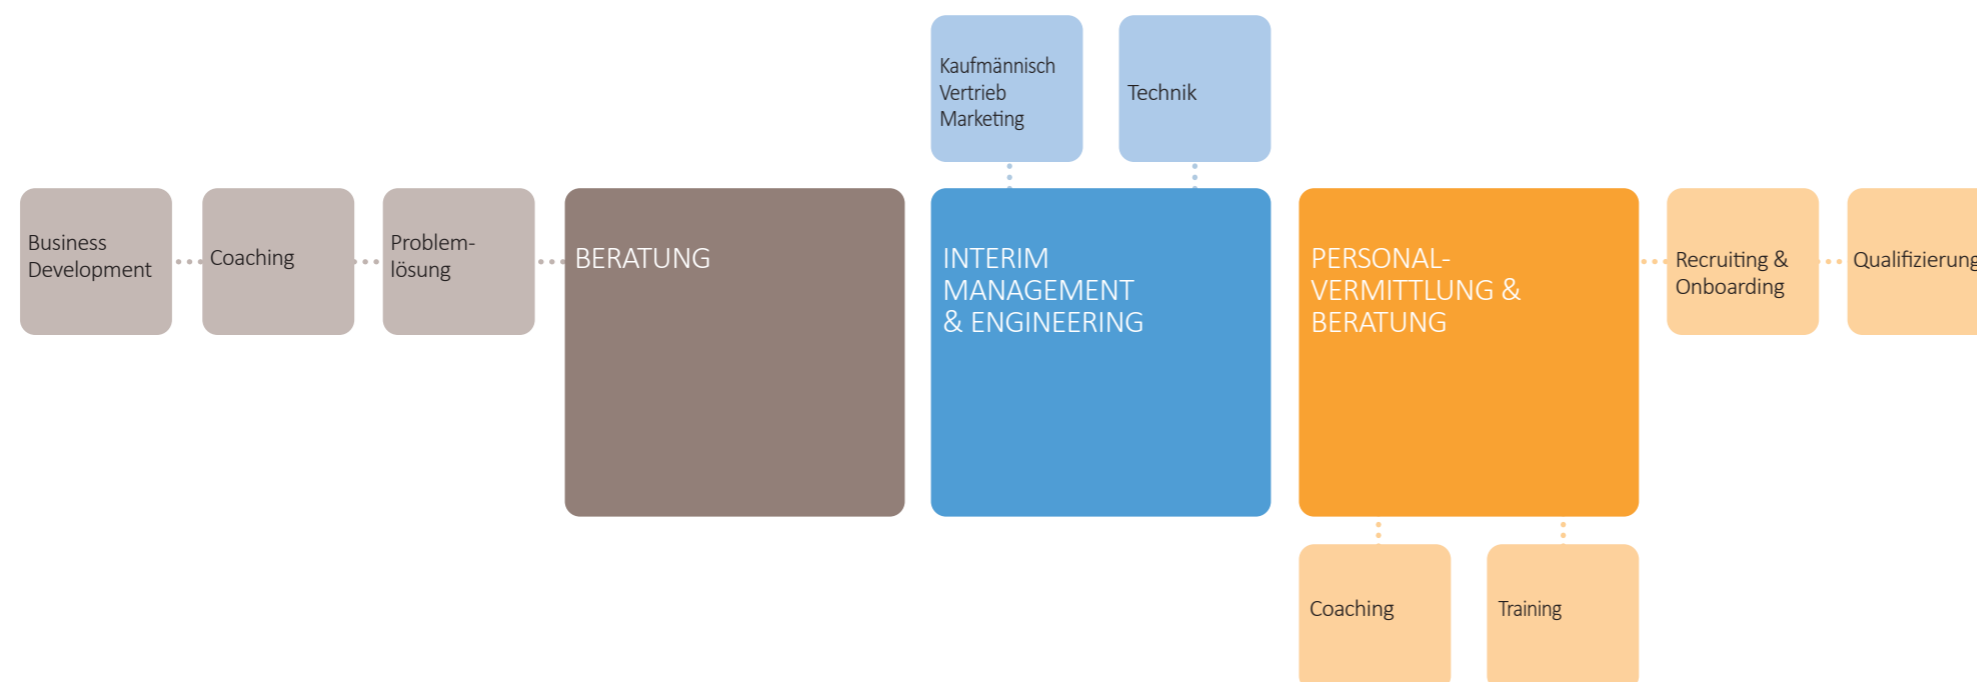 Kaufmännisch
Vertrieb
Marketing
Technik
Business
Development
Coaching
Problem-
lösung
BERATUNG
INTERIM
MANAGEMENT
& ENGINEERING
PERSONAL-
VERMITTLUNG &
BERATUNG
Recruiting &
Onboarding
Qualifizierung
Coaching
Training